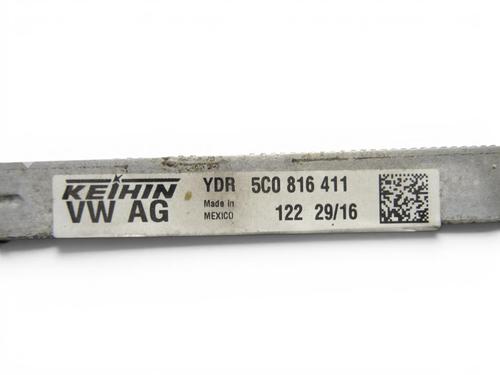 KEIHIN YDR 5C0 816 411
VW AG Made in MEXICO 122 29/16